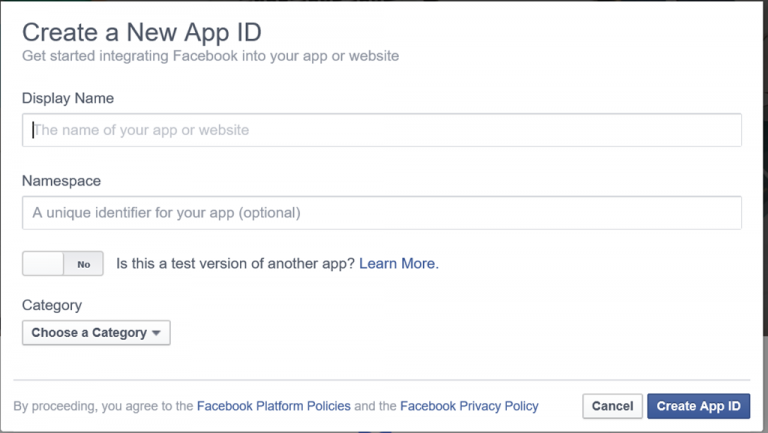 Create a New App ID
Get started integrating Facebook into your app or website
Display Name
The name of your app or website
Namespace
A unique identifier for your app (optional)
No Is this a test version of another app? Learn More.
Category
Choose a Category
By proceeding, you agree to the Facebook Platform Policies and the Facebook Privacy Policy Cancel Create App ID